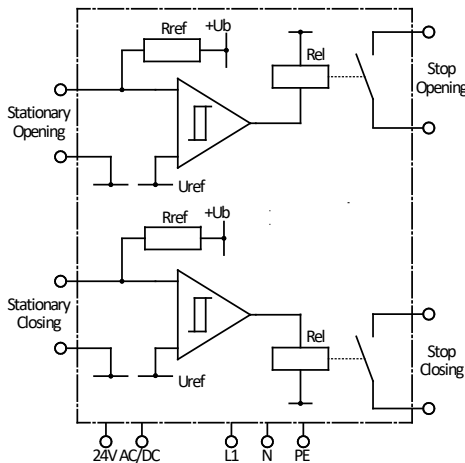 Rref
+Ub
Rel
Stationary
Opening
Stop
Opening
Uref
Rref
+Ub
Stationary
Closing
Rel
Stop
Closing
Uref
24V AC/DC
L1
N
PE